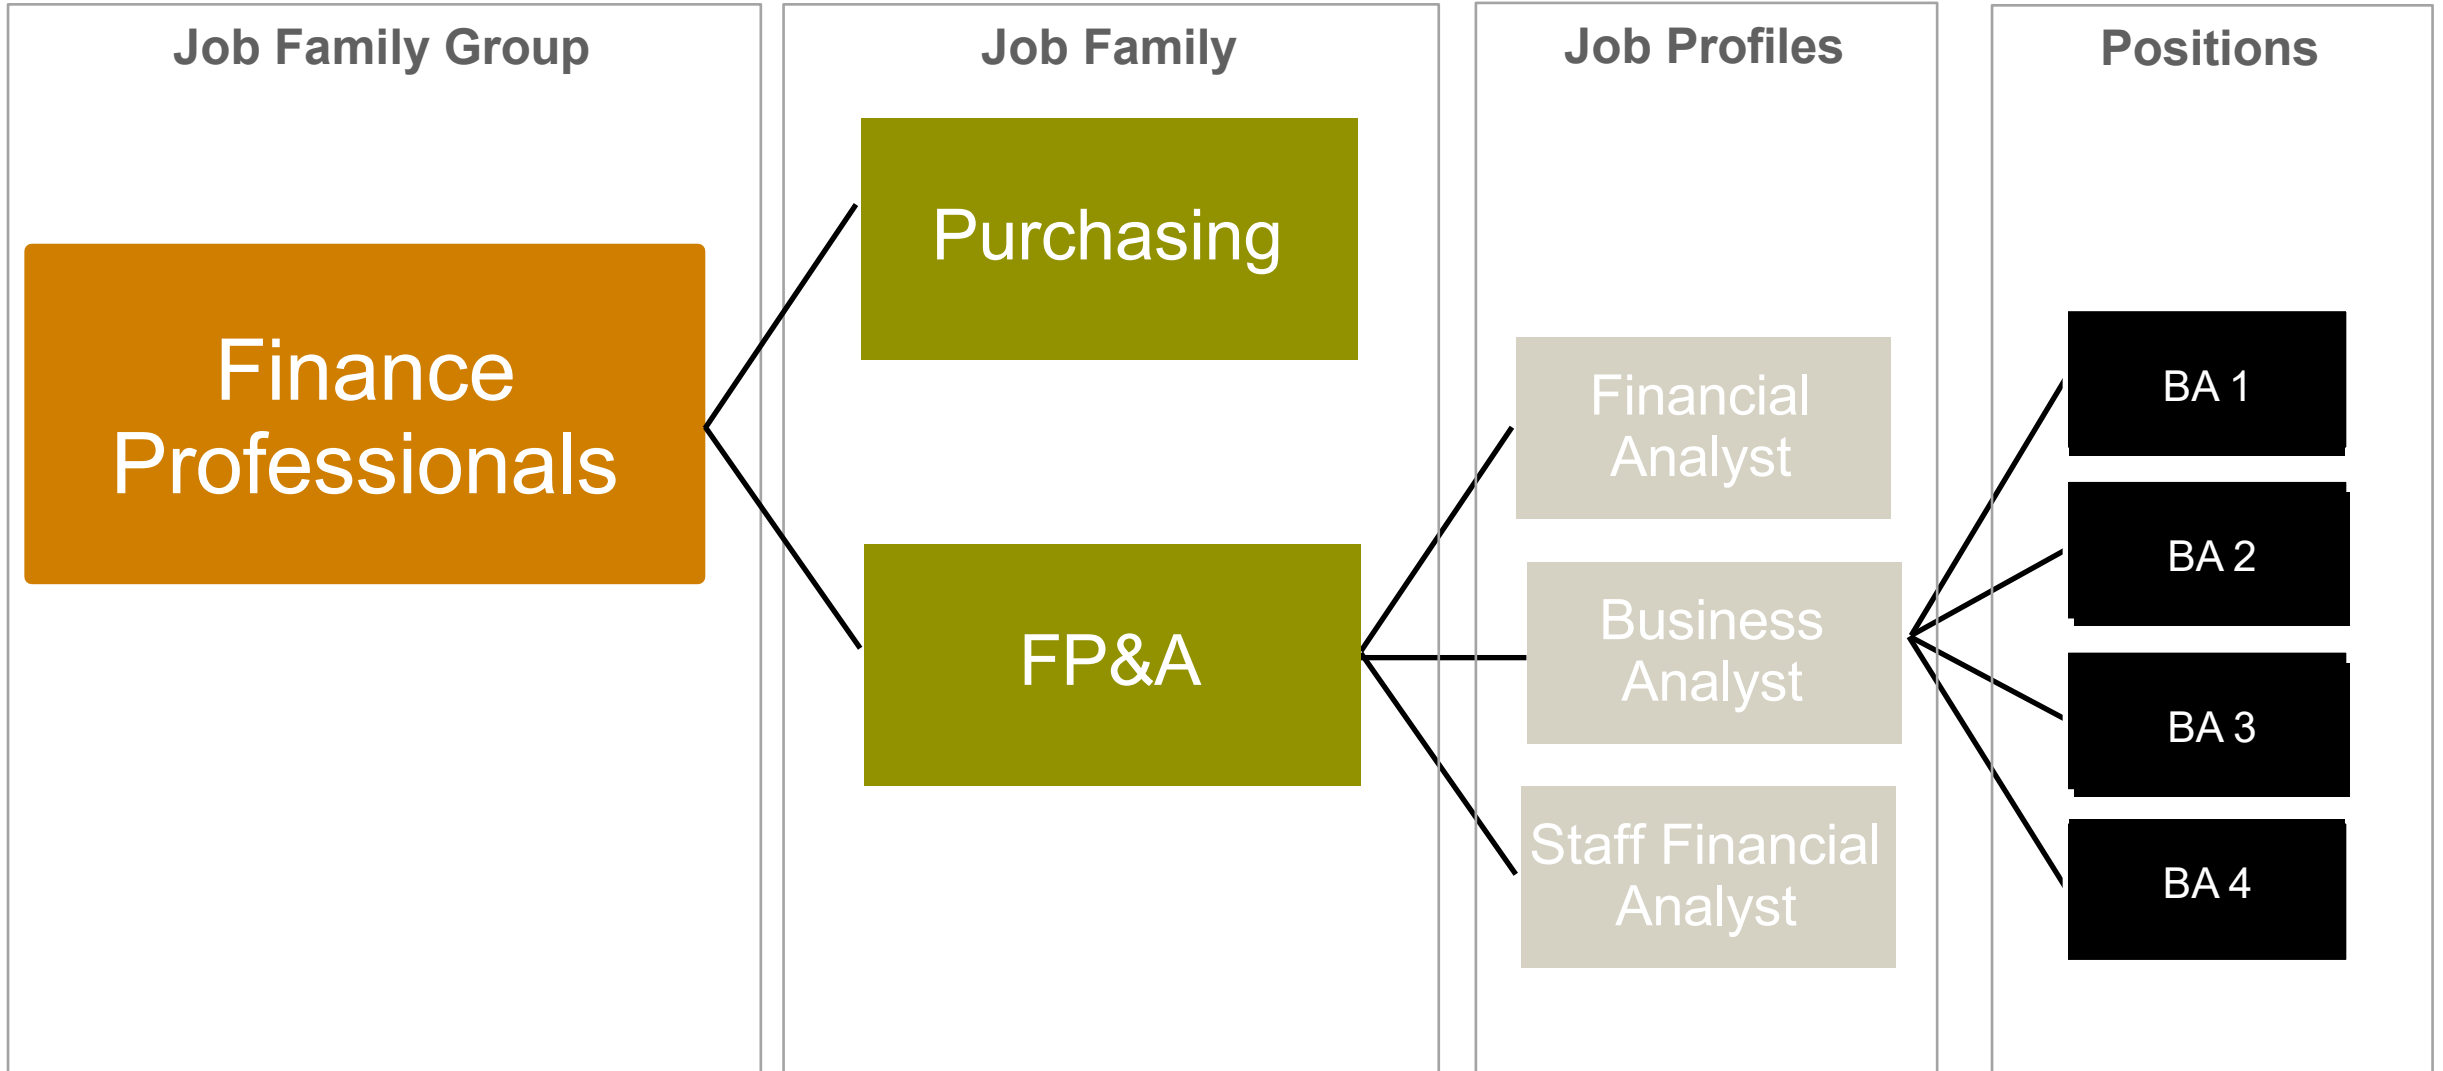 Job Family Group
Job Family
Job Profiles
Positions
Finance
Professionals
Purchasing
FP&A
Financial
Analyst
Business
Analyst
Staff Financial
Analyst
BA 1
BA 2
BA 3
BA 4